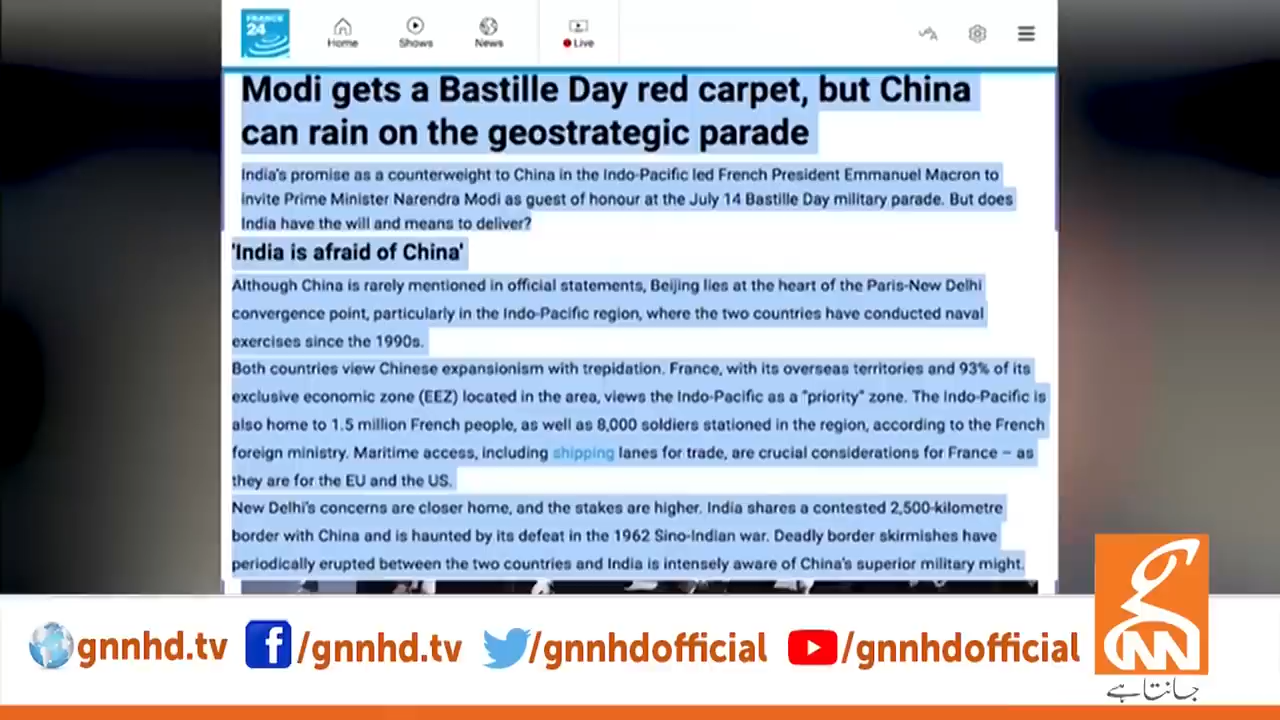 FRANCE
24
Home
Shows
News
Live
Modi gets a Bastille Day red carpet, but China
can rain on the geostrategic parade
India's promise as a counterweight to China in the Indo-Pacific led French President Emmanuel Macron to
invite Prime Minister Narendra Modi as guest of honour at the July 14 Bastille Day military parade. But does
India have the will and means to deliver?
'India is afraid of China'
Although China is rarely mentioned in official statements, Beijing lies at the heart of the Paris-New Delhi
convergence point, particularly in the Indo-Pacific region, where the two countries have conducted naval
exercises since the 1990s.
Both countries view Chinese expansionism with trepidation. France, with its overseas territories and 93% of its
exclusive economic zone (EEZ) located in the area, views the Indo-Pacific as a "priority" zone. The Indo-Pacific is
also home to 1.5 million French people, as well as 8,000 soldiers stationed in the region, according to the French
foreign ministry. Maritime access, including shipping lanes for trade, are crucial considerations for France – as
they are for the EU and the US.
New Delhi's concerns are closer home, and the stakes are higher. India shares a contested 2,500-kilometre
border with China and is haunted by its defeat in the 1962 Sino-Indian war. Deadly border skirmishes have
periodically erupted between the two countries and India is intensely aware of China's superior military might.
gnnhd.tv
/gnnhd.tv
/gnnhdofficial
/gnnhdofficial
GNN
جانتا ہے